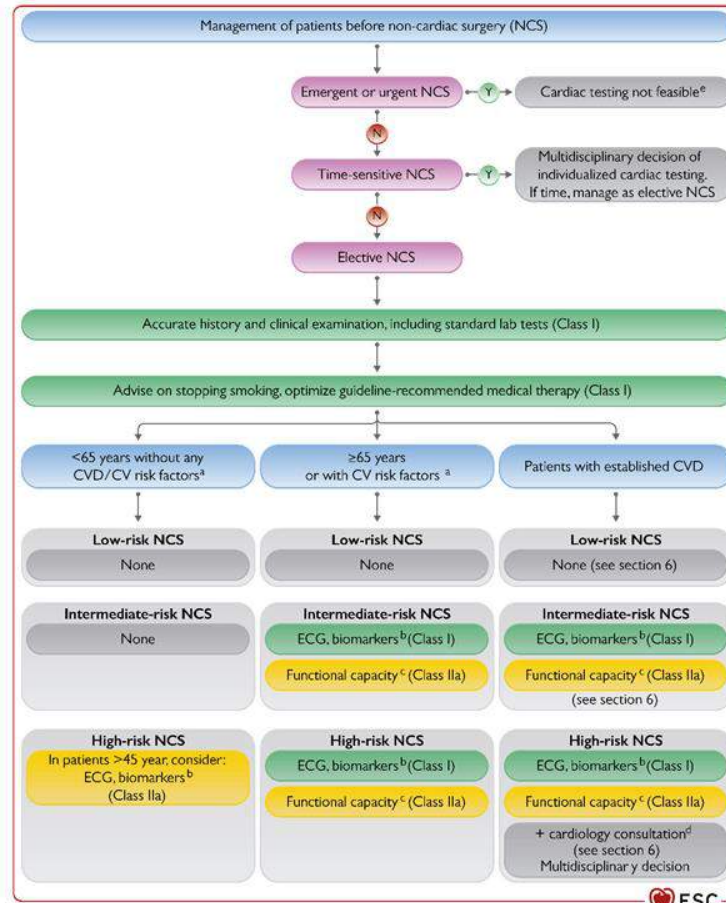 Management of patients before non-cardiac surgery (NCS)
Emergent or urgent NCS
Y
Cardiac testing not feasible e
N
Time-sensitive NCS
Y
Multidisciplinary decision of
individualized cardiac testing.
If time, manage as elective NCS
N
Elective NCS
Accurate history and clinical examination, including standard lab tests (Class I)
Advise on stopping smoking, optimize guideline-recommended medical therapy (Class I)
<65 years without any
CVD/CV risk factors a
≥65 years
or with CV risk factors a
Patients with established CVD
Low-risk NCS
None
Low-risk NCS
None
Low-risk NCS
None (see section 6)
Intermediate-risk NCS
None
Intermediate-risk NCS
ECG, biomarkers b (Class I)
Functional capacity c (Class IIa)
Intermediate-risk NCS
ECG, biomarkers b (Class I)
Functional capacity c (Class IIa)
(see section 6)
High-risk NCS
In patients >45 year, consider:
ECG, biomarkers b
(Class IIa)
High-risk NCS
ECG, biomarkers b (Class I)
Functional capacity c (Class IIa)
High-risk NCS
ECG, biomarkers b (Class I)
Functional capacity c (Class IIa)
+ cardiology consultation d
(see section 6)
Multidisciplinar y decision
ESC